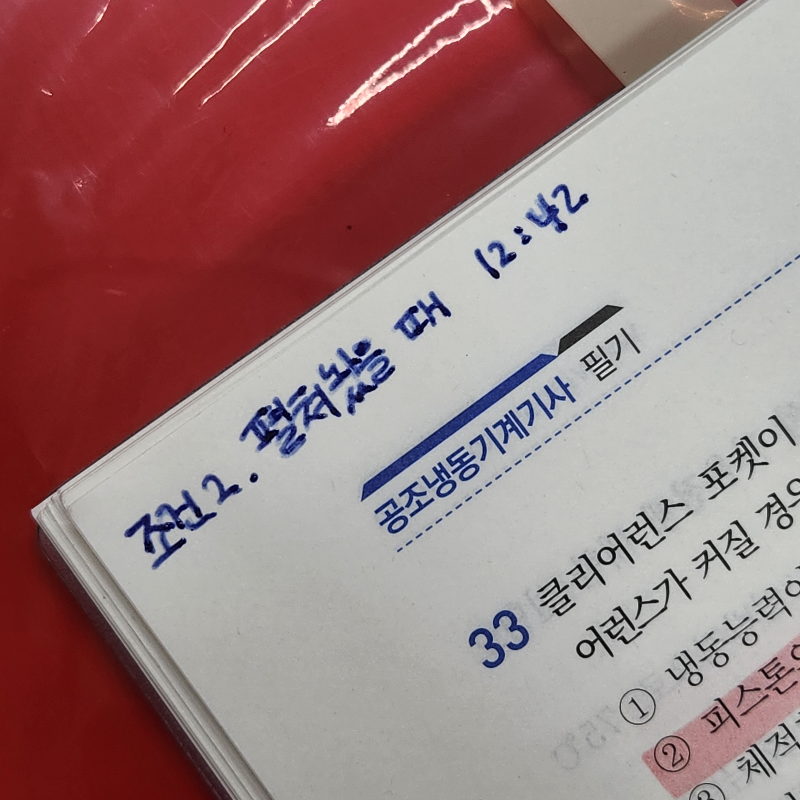 조건2. 펼쳐놨을 때 12:42
공조냉동기계기사 필기
33 클리어런스 포켓이
어런스가 커질 경우
① 냉동능력이
② 피스톤의
③ 체적